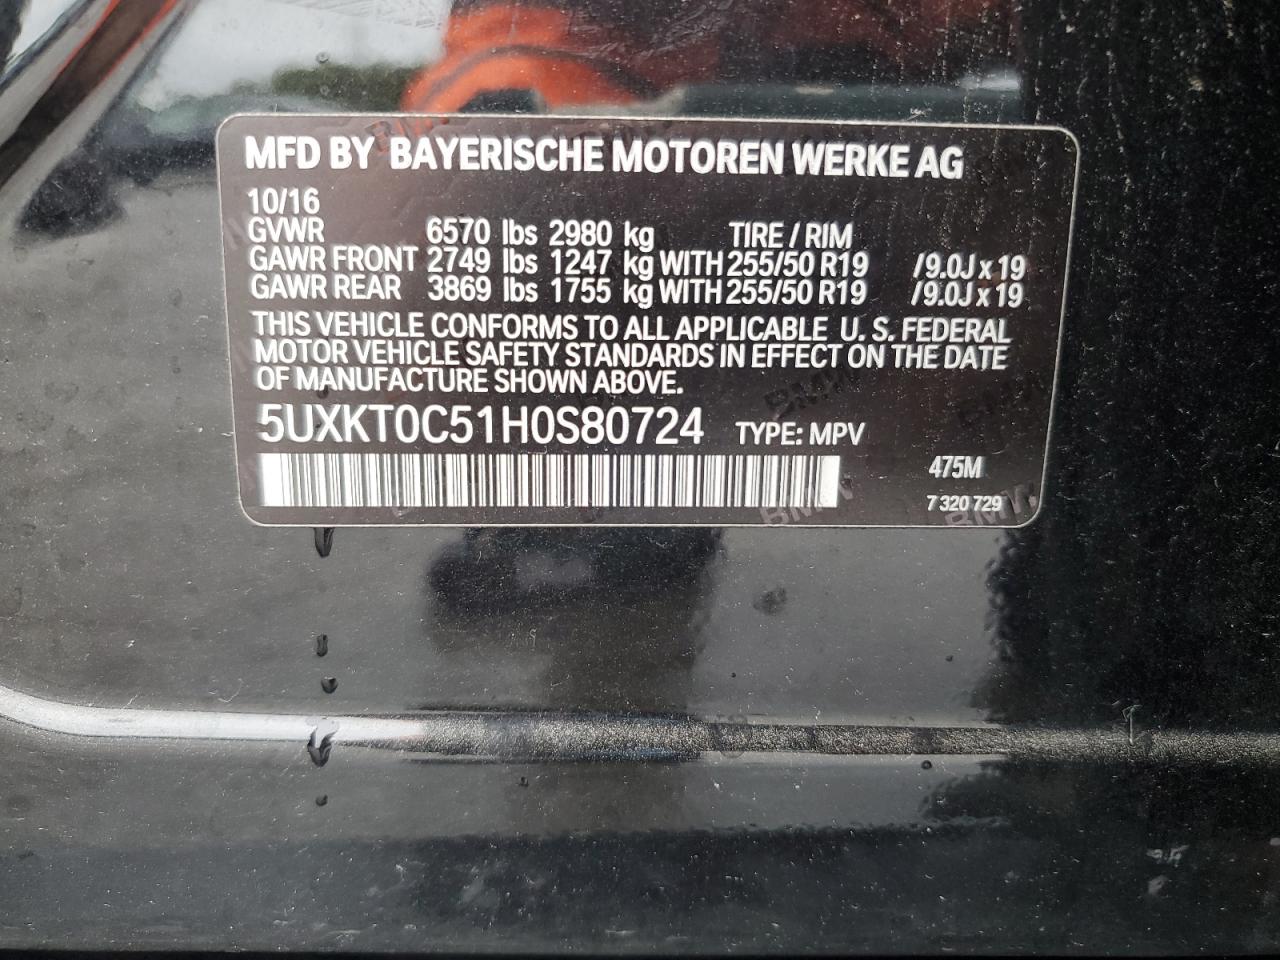 MFD BY BAYERISCHE MOTOREN WERKE AG
10/16
GVWR 6570 lbs 2980 kg TIRE / RIM
GAWR FRONT 2749 lbs 1247 kg WITH 255/50 R19 /9.0J x 19
GAWR REAR 3869 lbs 1755 kg WITH 255/50 R19 /9.0J x 19
THIS VEHICLE CONFORMS TO ALL APPLICABLE U. S. FEDERAL
MOTOR VEHICLE SAFETY STANDARDS IN EFFECT ON THE DATE
OF MANUFACTURE SHOWN ABOVE.
5UXKT0C51H0S80724 TYPE: MPV
475M
7 320 729